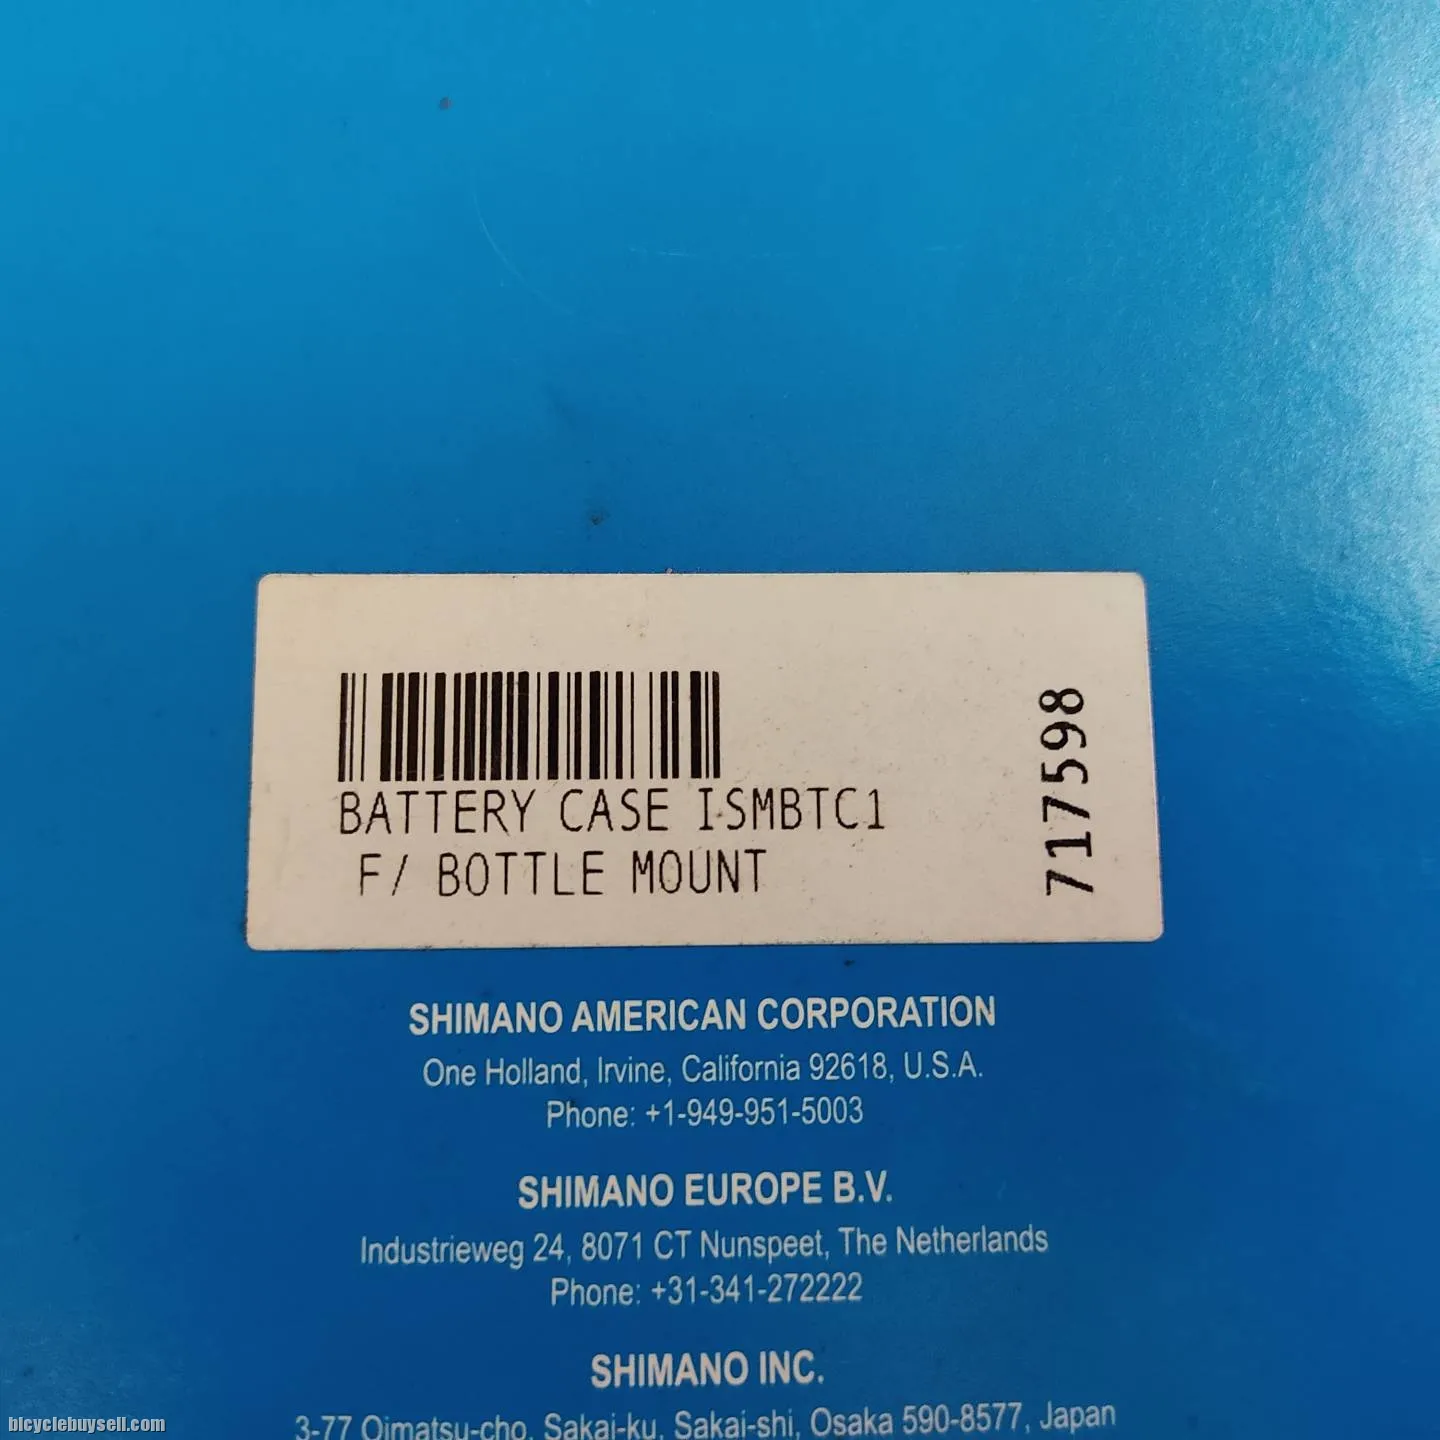 BATTERY CASE ISMBTC1
F/ BOTTLE MOUNT
717598
SHIMANO AMERICAN CORPORATION
One Holland, Irvine, California 92618, U.S.A.
Phone: +1-949-951-5003
SHIMANO EUROPE B.V.
Industrieweg 24, 8071 CT Nunspeet, The Netherlands
Phone: +31-341-272222
SHIMANO INC.
3-77 Oimatsu-cho, Sakai-ku, Sakai-shi, Osaka 590-8577, Japan
bicyclebuysell.com